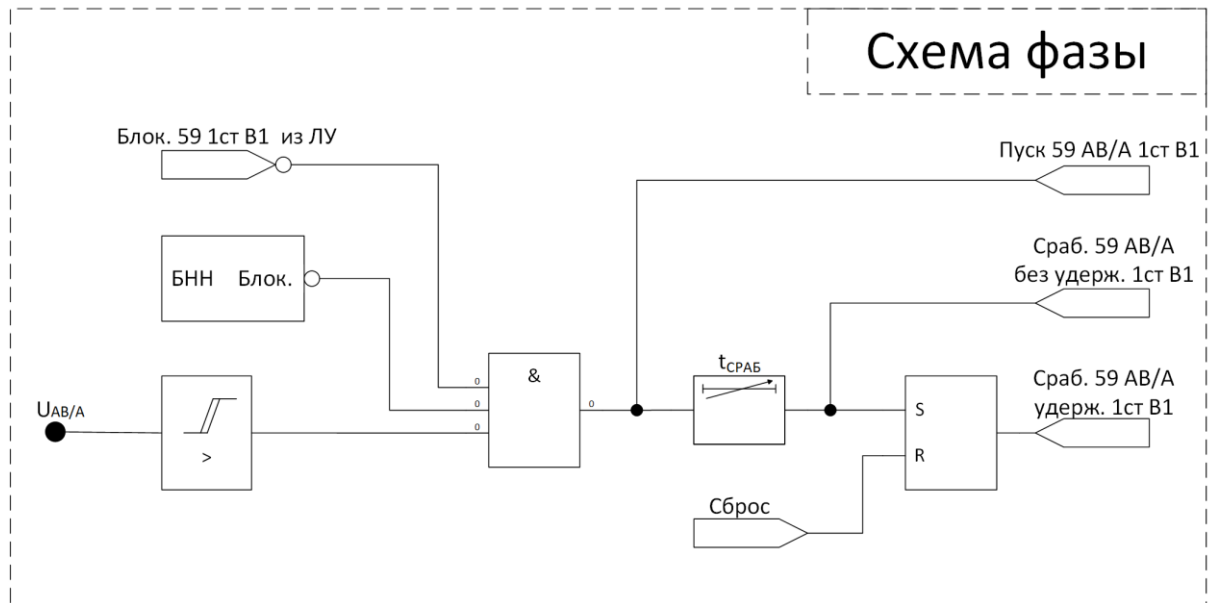 Схема фазы
Блок. 59 1ст В1 из ЛУ
Пуск 59 АВ/А 1ст В1
БНН Блок.
Сраб. 59 АВ/А
без удерж. 1ст В1
UАВ/А
>
&
0
0
0
0
tСРАБ
S
R
Сраб. 59 АВ/А
удерж. 1ст В1
Сброс